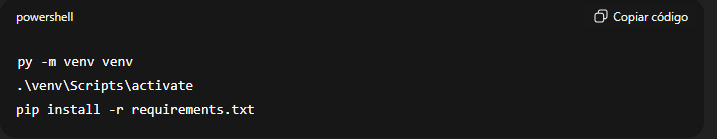 powershell
Copiar código
py -m venv venv
.\venv\Scripts\activate
pip install -r requirements.txt